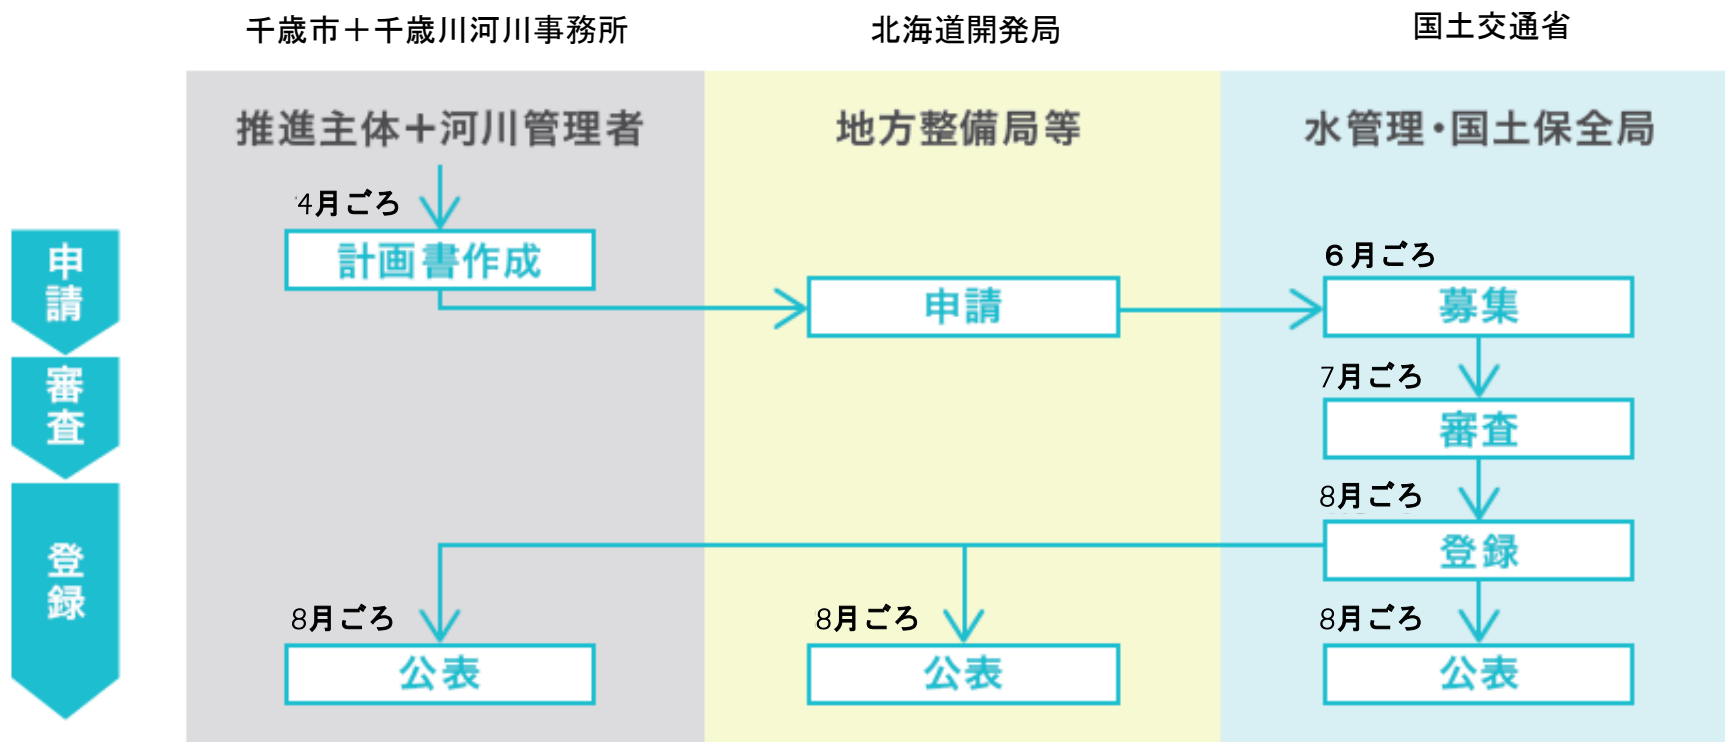 千歳市＋千歳川河川事務所
北海道開発局
国土交通省
推進主体＋河川管理者
地方整備局等
水管理・国土保全局
申請
審査
登録
4月ごろ
計画書作成
申請
６月ごろ
募集
7月ごろ
審査
8月ごろ
登録
8月ごろ
公表
8月ごろ
公表
8月ごろ
公表